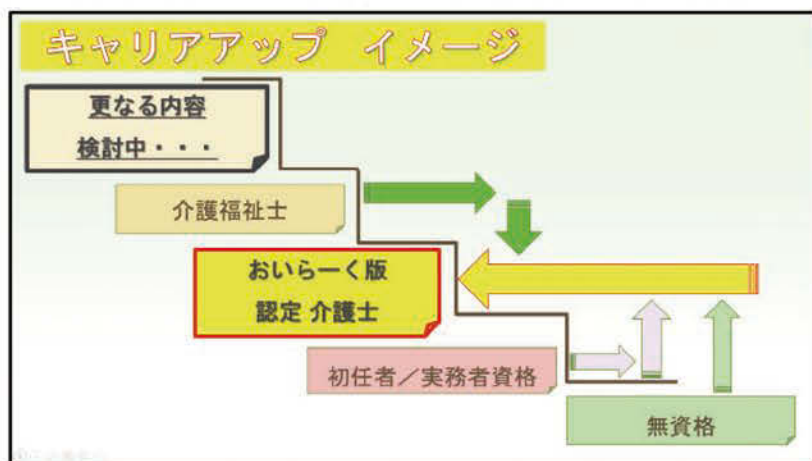 キャリアアップ イメージ
更なる内容
検討中・・・
介護福祉士
おいらーく版
認定 介護士
初任者／実務者資格
無資格